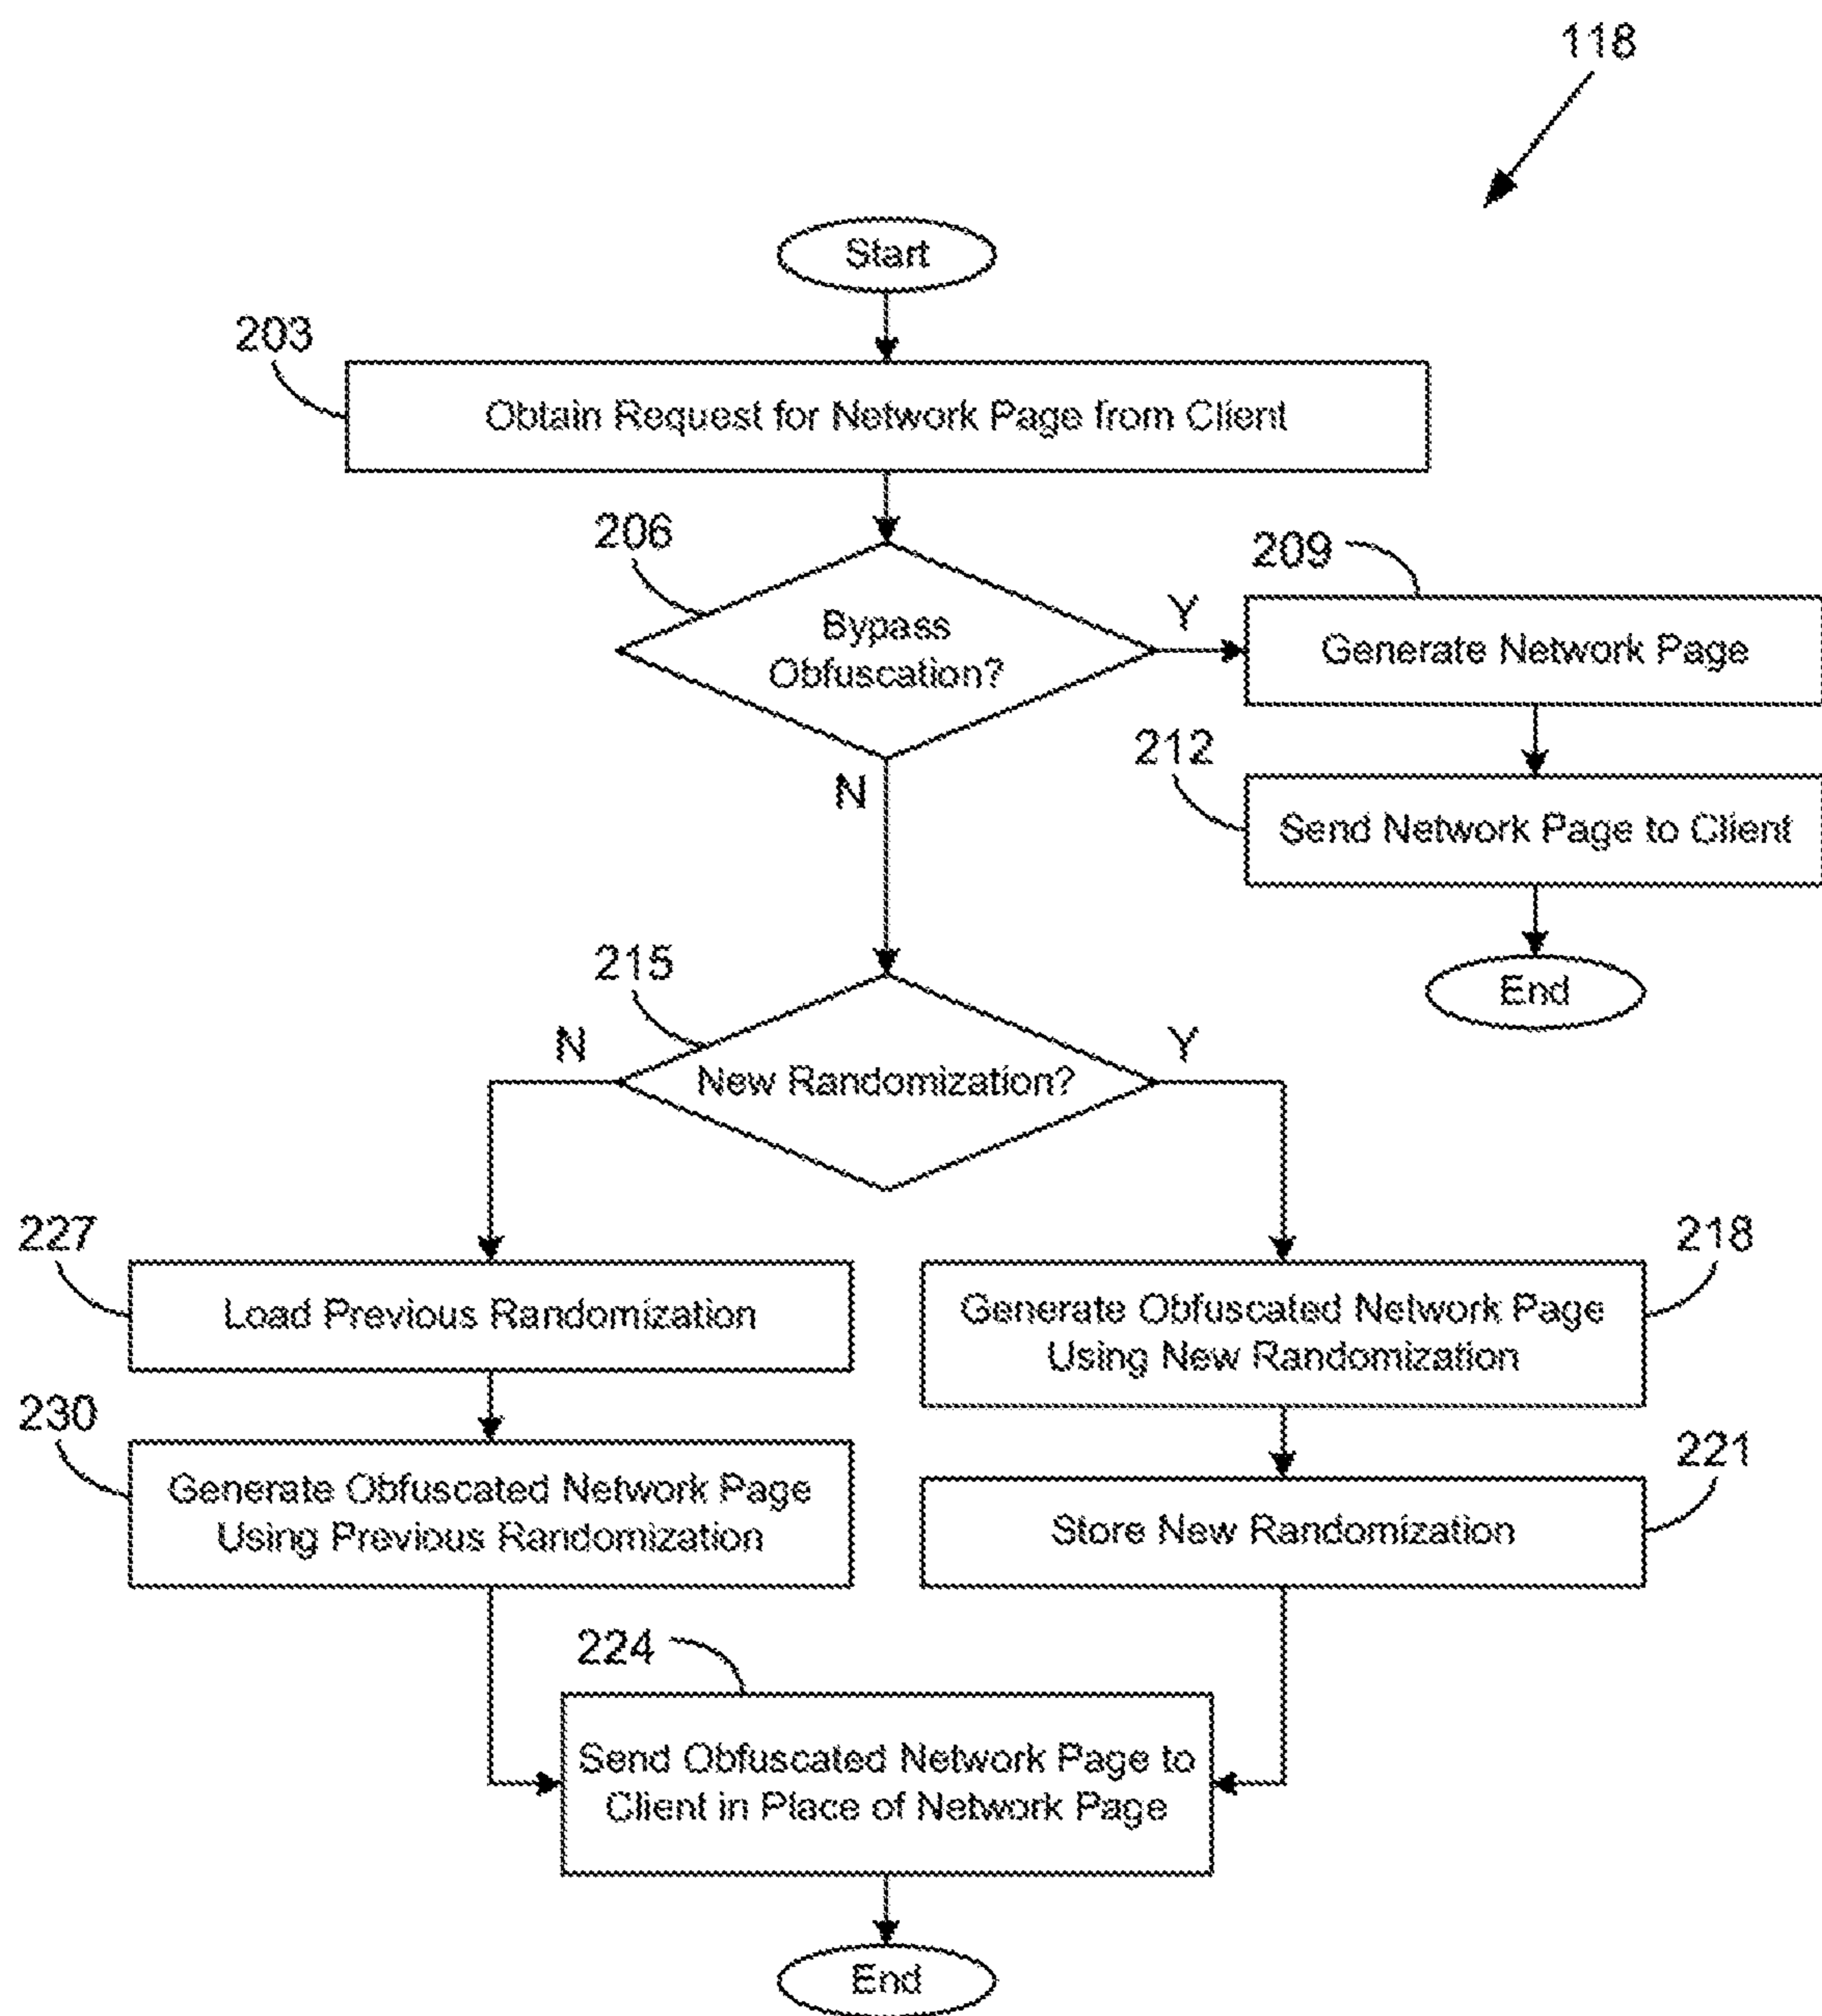 118
Start
203
Obtain Request for Network Page from Client
206
Bypass
Obfuscation?
Y
N
209
Generate Network Page
212
Send Network Page to Client
End
215
New Randomization?
N
Y
227
Load Previous Randomization
218
Generate Obfuscated Network Page
Using New Randomization
230
Generate Obfuscated Network Page
Using Previous Randomization
221
Store New Randomization
224
Send Obfuscated Network Page to
Client in Place of Network Page
End